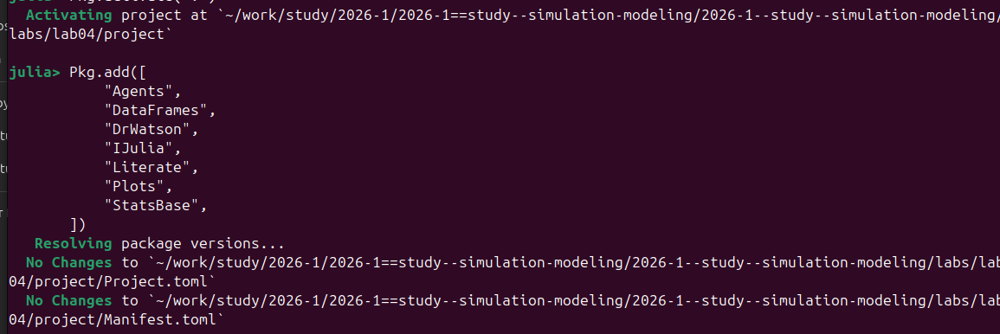 Activating project at `~/work/study/2026-1/2026-1==study--simulation-modeling/2026-1--study--simulation-modeling/
labs/lab04/project`
julia> Pkg.add([
"Agents",
"DataFrames",
"DrWatson",
"IJulia",
"Literate",
"Plots",
"StatsBase",
])
Resolving package versions...
No Changes to `~/work/study/2026-1/2026-1==study--simulation-modeling/2026-1--study--simulation-modeling/labs/lab
04/project/Project.toml`
No Changes to `~/work/study/2026-1/2026-1==study--simulation-modeling/2026-1--study--simulation-modeling/labs/lab
04/project/Manifest.toml`